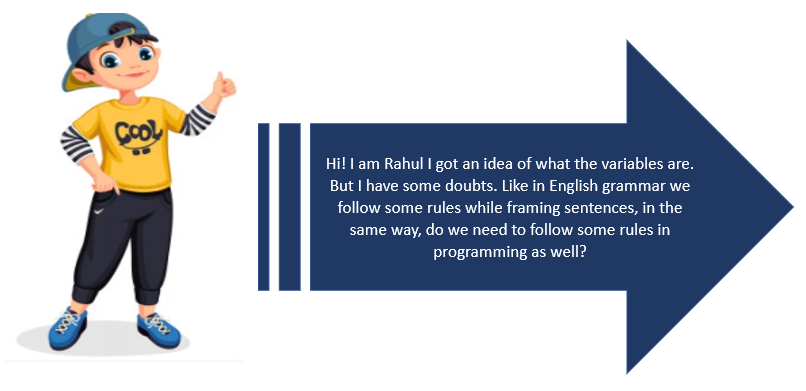 COOL
Hi! I am Rahul I got an idea of what the variables are.
But I have some doubts. Like in English grammar we
follow some rules while framing sentences, in the
same way, do we need to follow some rules in
programming as well?